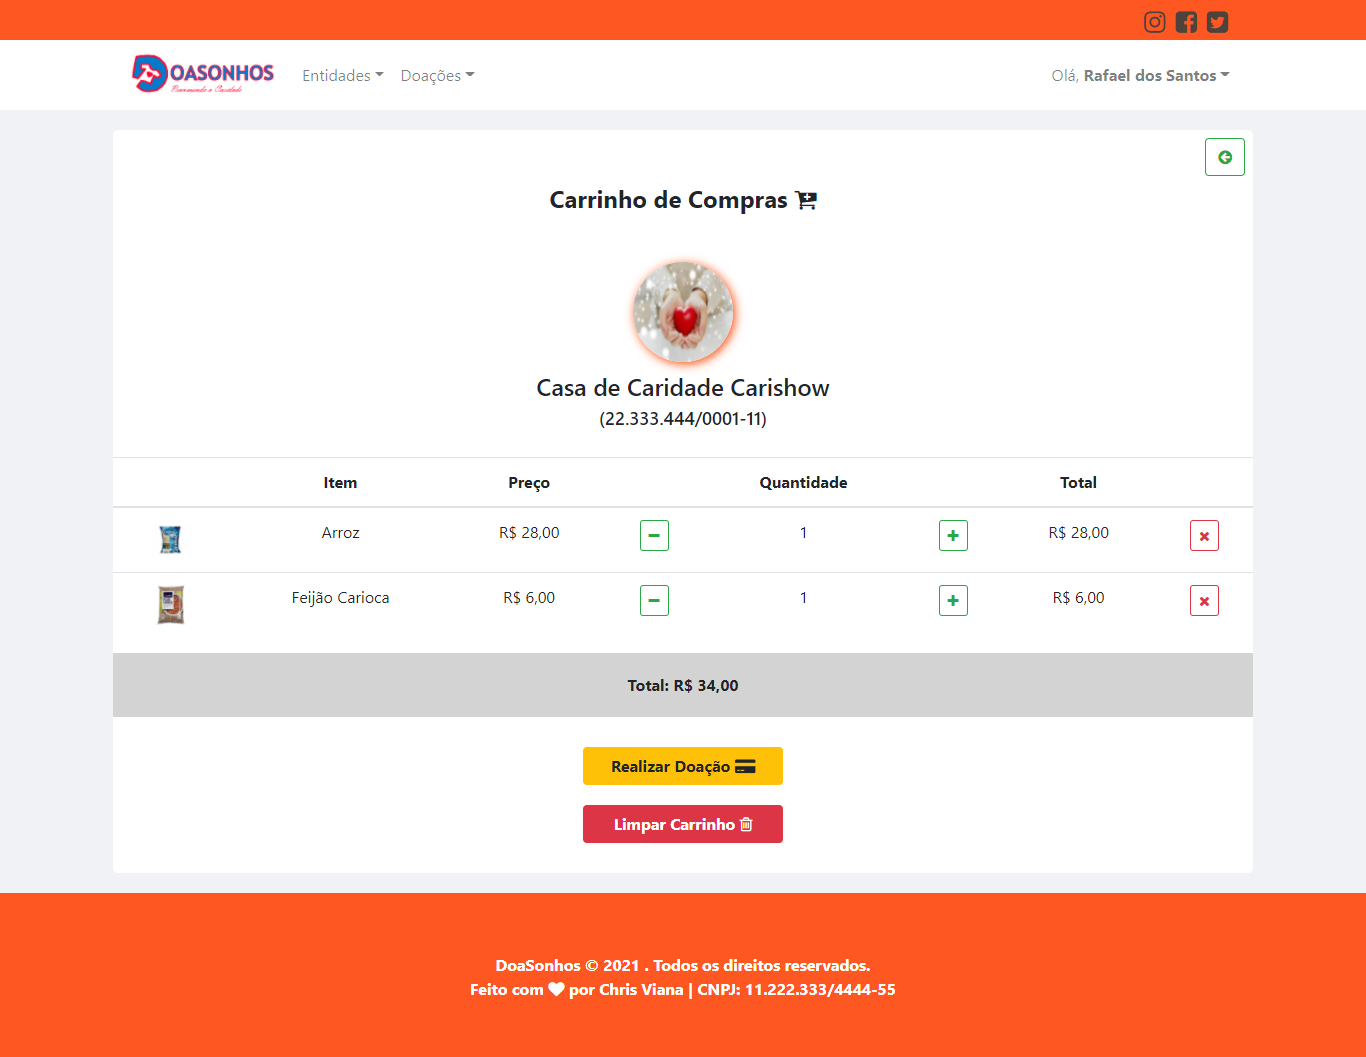 DOASONHOS
Promovendo a Caridade
Entidades
Doações
Olá, Rafael dos Santos
Carrinho de Compras
Casa de Caridade Carishow
(22.333.444/0001-11)
Item Preço Quantidade Total
Arroz R$ 28,00 1 R$ 28,00
Feijão Carioca R$ 6,00 1 R$ 6,00
Total: R$ 34,00
Realizar Doação
Limpar Carrinho
DoaSonhos © 2021 . Todos os direitos reservados.
Feito com por Chris Viana | CNPJ: 11.222.333/4444-55